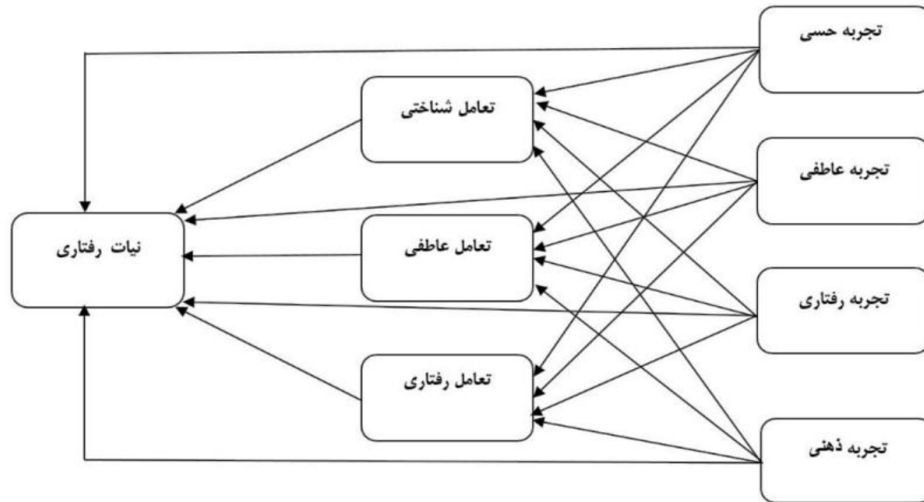 تجربه حسی
تعامل شناختی
تجربه عاطفی
نیات رفتاری
تعامل عاطفی
تجربه رفتاری
تعامل رفتاری
تجربه ذهنی